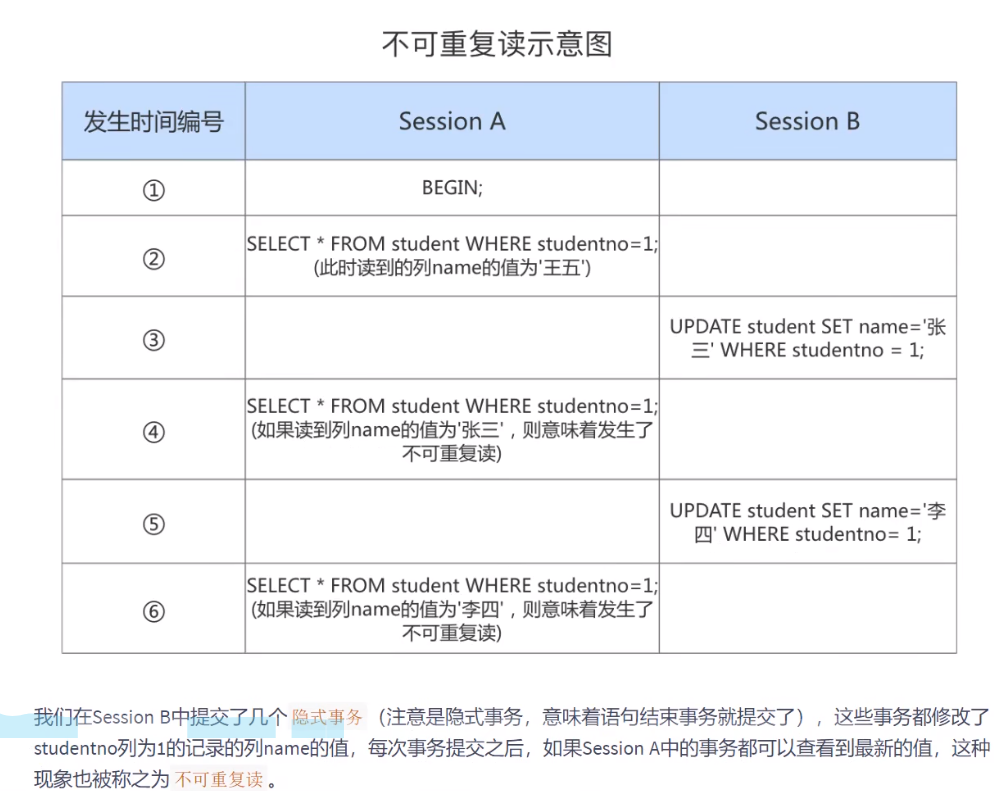 不可重复读示意图
发生时间编号 Session A Session B
① BEGIN;
② SELECT * FROM student WHERE studentno=1;
(此时读到的列name的值为'王五')
③ UPDATE student SET name='张
三' WHERE studentno = 1;
④ SELECT * FROM student WHERE studentno=1;
(如果读到列name的值为'张三'，则意味着发生了
不可重复读)
⑤ UPDATE student SET name='李
四' WHERE studentno= 1;
⑥ SELECT * FROM student WHERE studentno=1;
(如果读到列name的值为'李四'，则意味着发生了
不可重复读)
我们在Session B中提交了几个 隐式事务 （注意是隐式事务，意味着语句结束事务就提交了），这些事务都修改了
studentno列为1的记录的列name的值，每次事务提交之后，如果Session A中的事务都可以查看到最新的值，这种
现象也被称之为 不可重复读 。